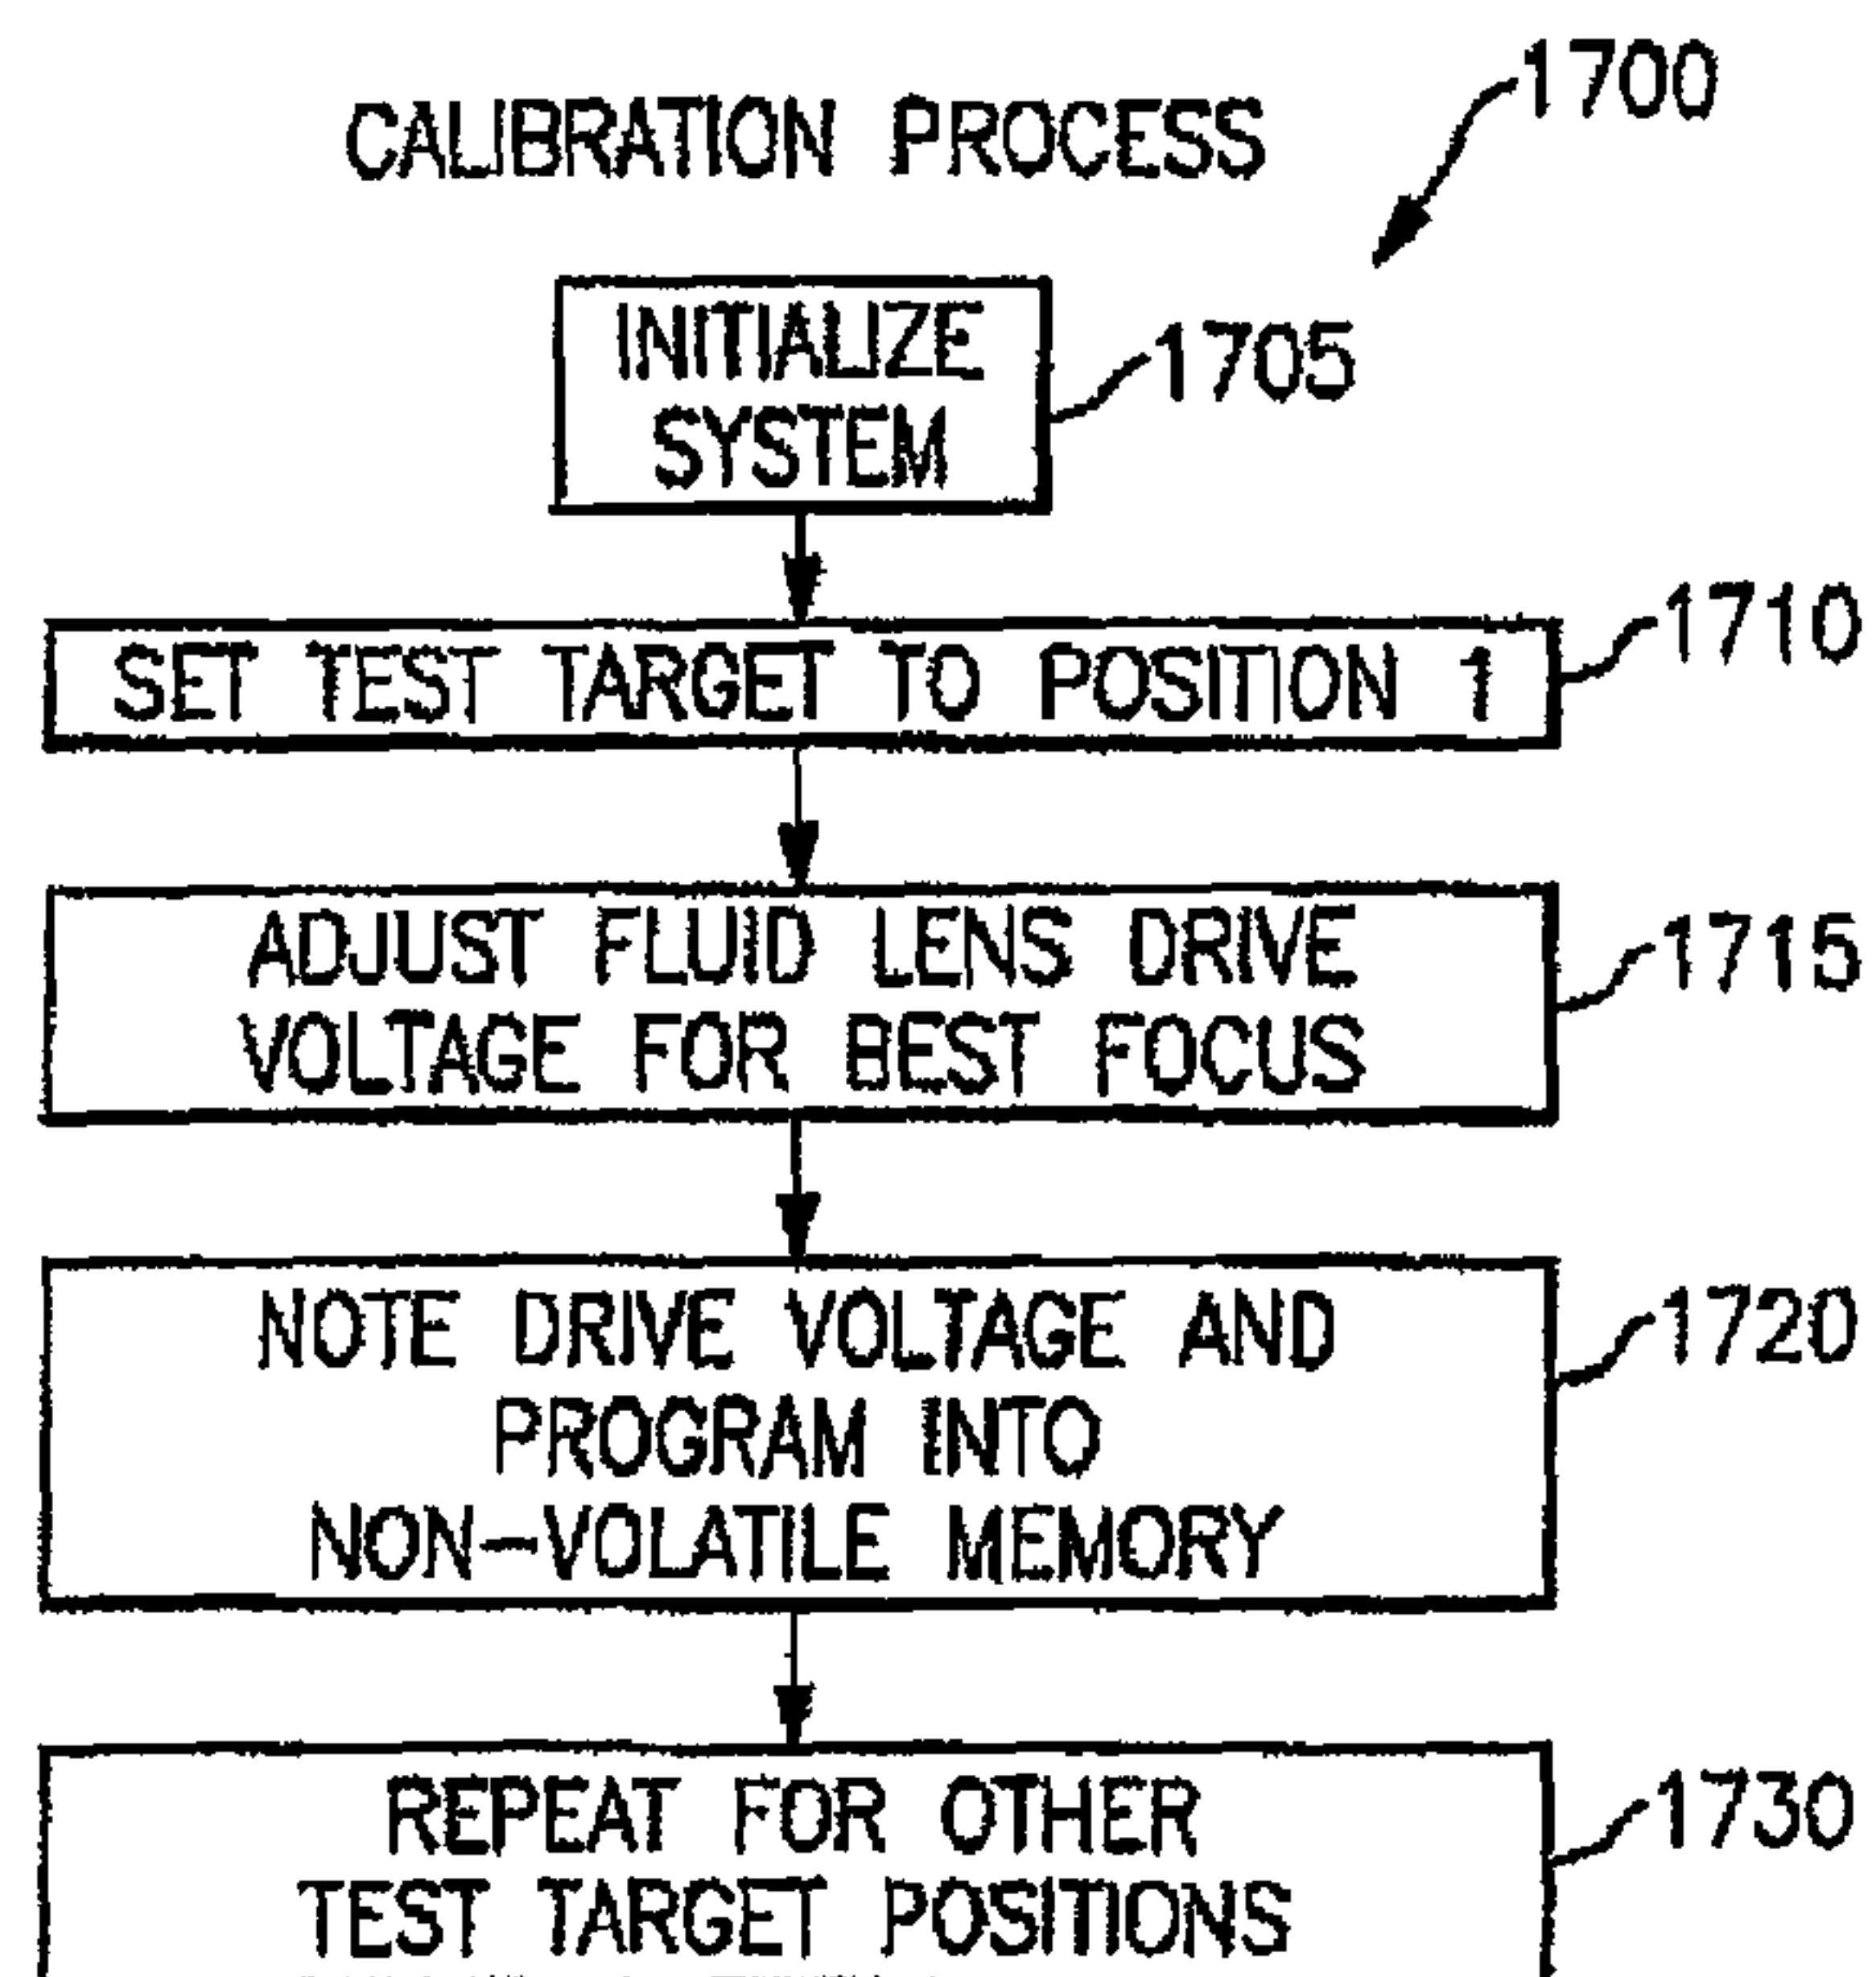 CALIBRATION PROCESS
1700
INITIALIZE
SYSTEM
1705
SET TEST TARGET TO POSITION 1
1710
ADJUST FLUID LENS DRIVE
VOLTAGE FOR BEST FOCUS
1715
NOTE DRIVE VOLTAGE AND
PROGRAM INTO
NON-VOLATILE MEMORY
1720
REPEAT FOR OTHER
TEST TARGET POSITIONS
1730